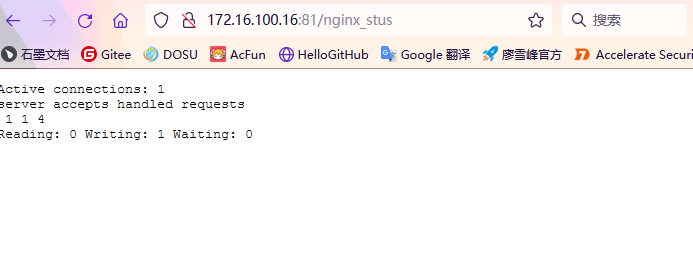 172.16.100.16:81/nginx_stus 搜索
石墨文档 Gitee DOSU AcFun HelloGitHub Google 翻译 廖雪峰官方 Accelerate Securi
Active connections: 1
server accepts handled requests
1 1 4
Reading: 0 Writing: 1 Waiting: 0